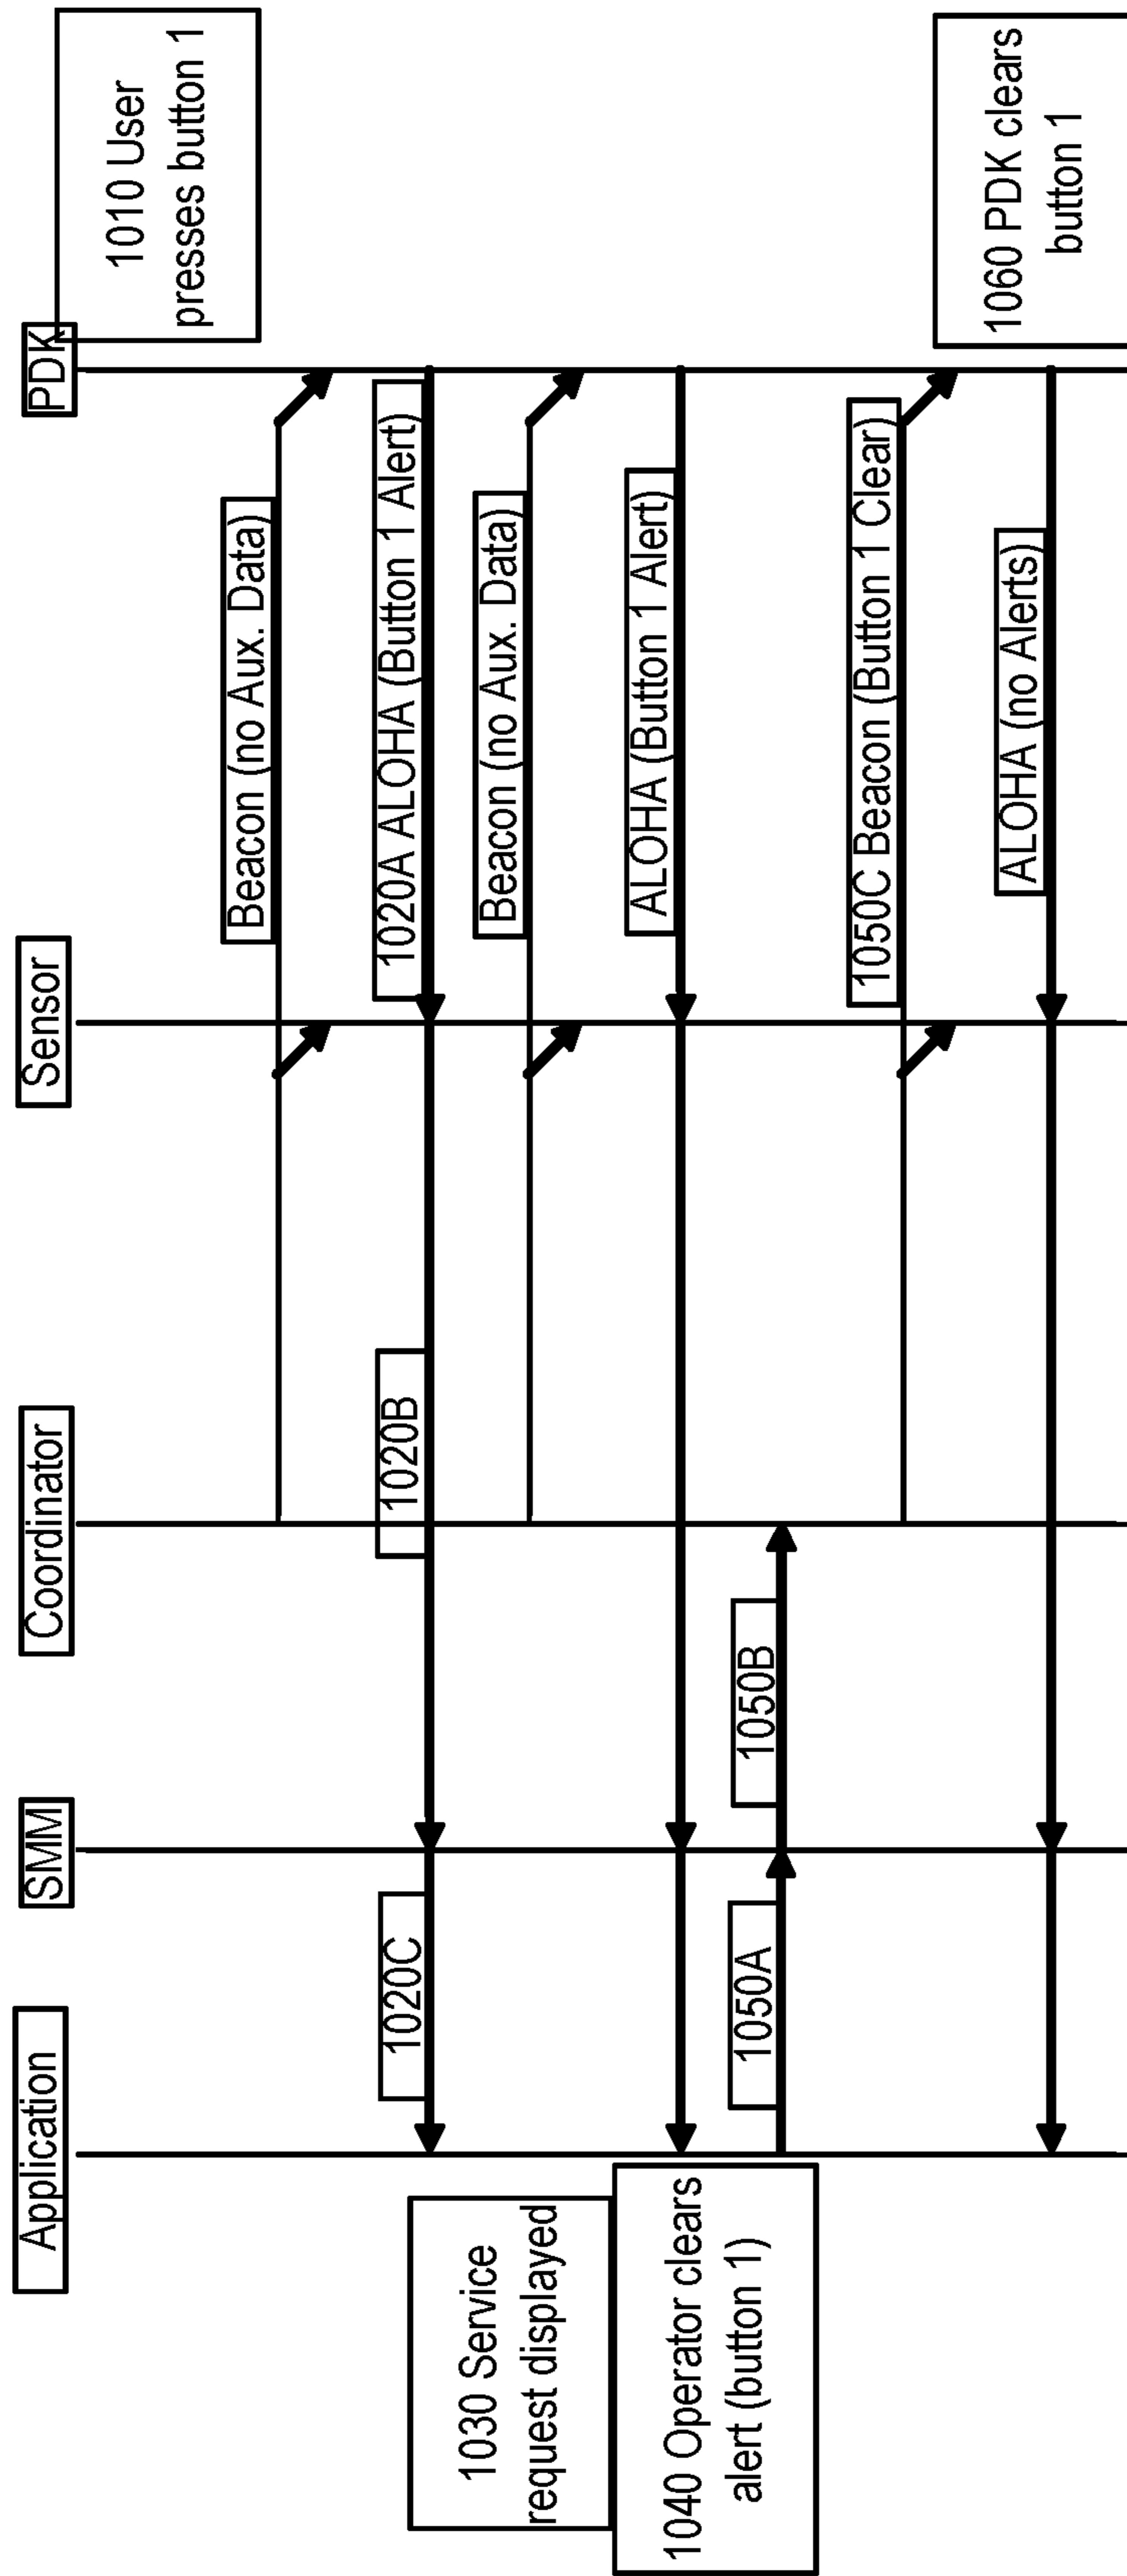 Application
SMM
Coordinator
Sensor
PDK
1010 User
presses button 1
Beacon (no Aux. Data)
1020A ALOHA (Button 1 Alert)
1020B
1020C
1030 Service
request displayed
Beacon (no Aux. Data)
ALOHA (Button 1 Alert)
1040 Operator clears
alert (button 1)
1050A
1050B
1050C Beacon (Button 1 Clear)
1060 PDK clears
button 1
ALOHA (no Alerts)